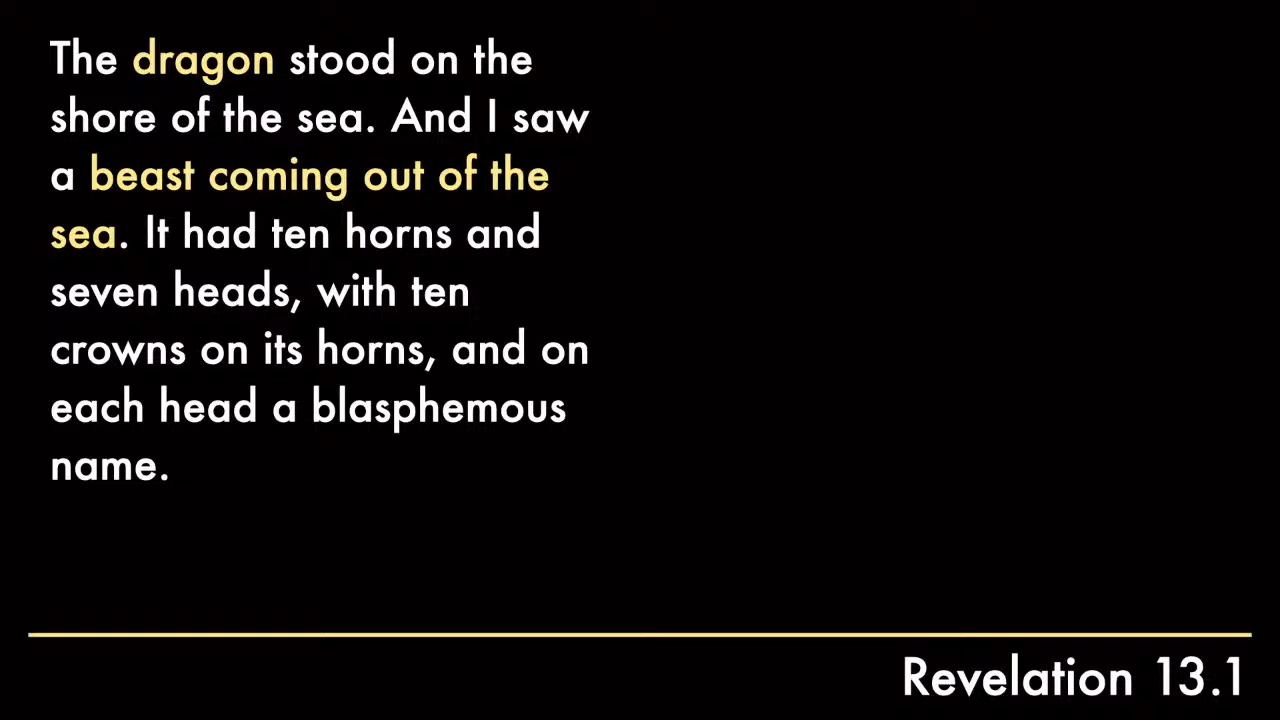 The dragon stood on the
shore of the sea. And I saw
a beast coming out of the
sea. It had ten horns and
seven heads, with ten
crowns on its horns, and on
each head a blasphemous
name.
Revelation 13.1